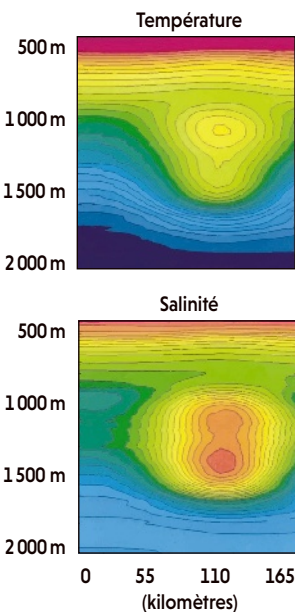 Température
500 m
1 000 m
1 500 m
2 000 m
Salinité
500 m
1 000 m
1 500 m
2 000 m
0 55 110 165
(kilomètres)